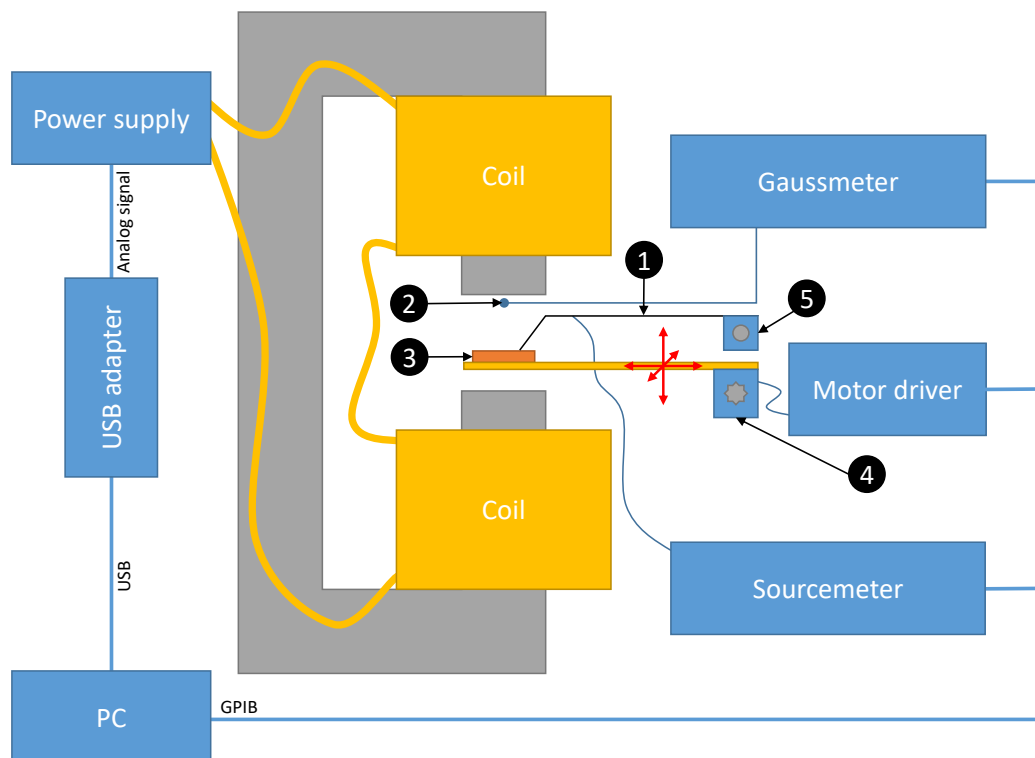 Power supply
Coil
Gaussmeter
Analog signal
1
2
5
3
USB adapter
Motor driver
4
Coil
USB
Sourcemeter
PC
GPIB